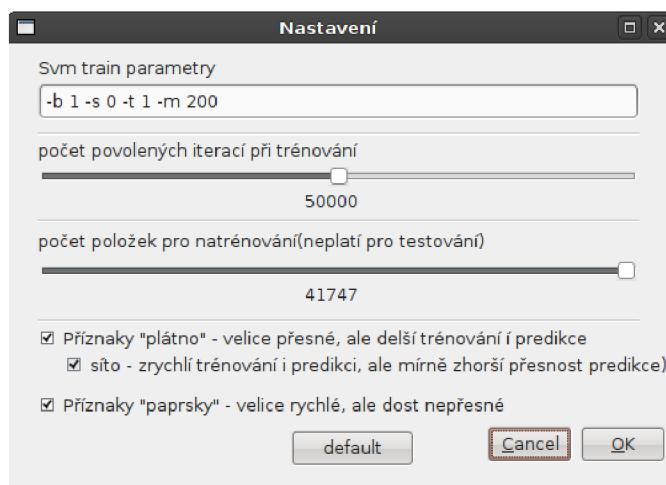 Nastavení
Svm train parametry
-b 1 -s 0 -t 1 -m 200
počet povolených iterací při trénování
50000
počet položek pro natrénování(neplatí pro testování)
41747
Příznaky "plátno" - velice přesné, ale delší trénování í predikce
síto - zrychlí trénování i predikci, ale mírně zhorší přesnost predikce)
Příznaky "paprsky" - velice rychlé, ale dost nepřesné
default
Cancel
OK